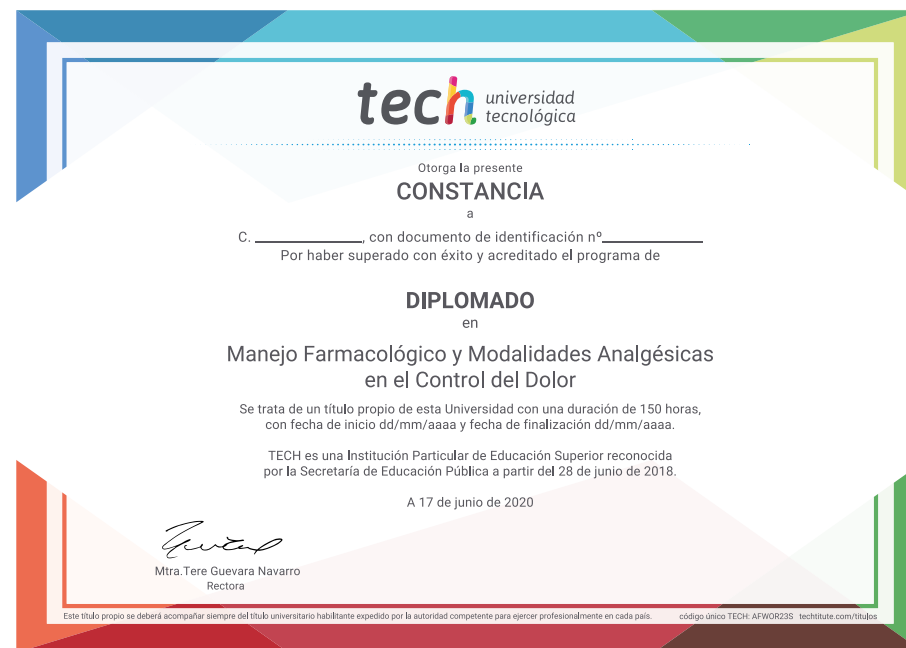 tech universidad
tecnológica
Otorga la presente
CONSTANCIA
a
C. ____________, con documento de identificación nº____________
Por haber superado con éxito y acreditado el programa de
DIPLOMADO
en
Manejo Farmacológico y Modalidades Analgésicas
en el Control del Dolor
Se trata de un título propio de esta Universidad con una duración de 150 horas,
con fecha de inicio dd/mm/aaaa y fecha de finalización dd/mm/aaaa.
TECH es una Institución Particular de Educación Superior reconocida
por la Secretaría de Educación Pública a partir del 28 de junio de 2018.
A 17 de junio de 2020
Mtra.Tere Guevara Navarro
Rectora
Este título propio se deberá acompañar siempre del título universitario habilitante expedido por la autoridad competente para ejercer profesionalmente en cada país. código único TECH: AFWOR23S techtitute.com/titulos